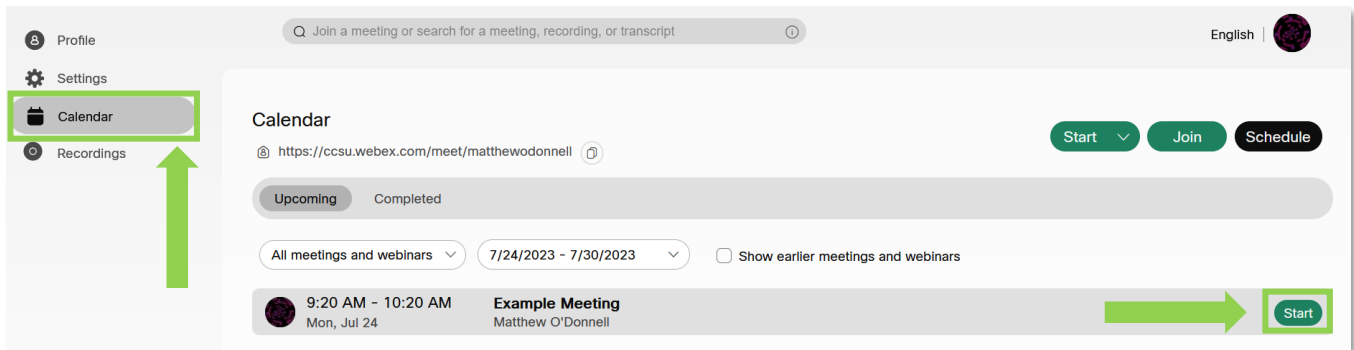 Profile
Settings
Calendar
Recordings
Join a meeting or search for a meeting, recording, or transcript
English
Calendar
https://ccsu.webex.com/meet/matthewodonnell
Start
Join
Schedule
Upcoming
Completed
All meetings and webinars
7/24/2023 - 7/30/2023
Show earlier meetings and webinars
9:20 AM - 10:20 AM
Mon, Jul 24
Example Meeting
Matthew O'Donnell
Start